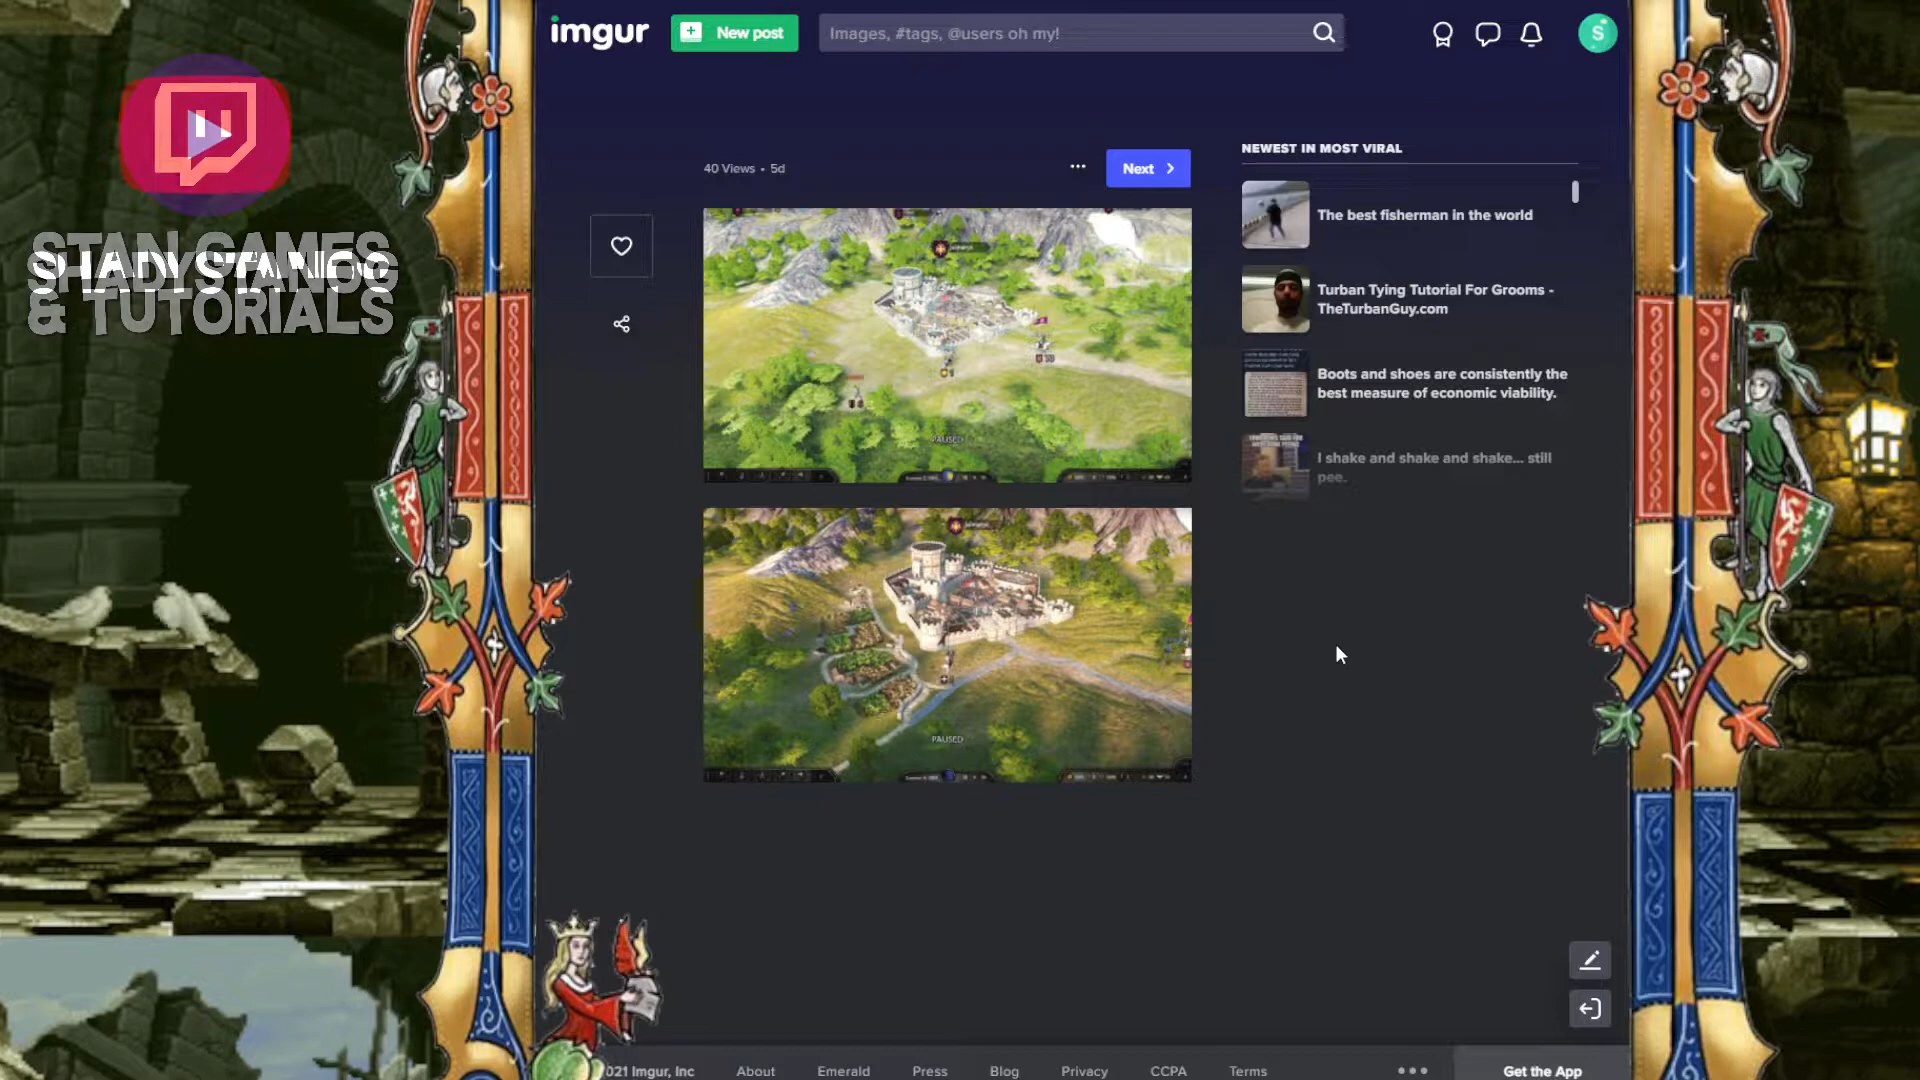 imgur
New post
Images, #tags, @users oh my!
S
STAN GAMES
& TUTORIALS
40 Views • 5d
Next
NEWEST IN MOST VIRAL
The best fisherman in the world
Turban Tying Tutorial For Grooms -
TheTurbanGuy.com
Boots and shoes are consistently the
best measure of economic viability.
I shake and shake and shake... still
pee.
PAUSED
PAUSED
2021 Imgur, Inc
About
Emerald
Press
Blog
Privacy
CCPA
Terms
Get the App